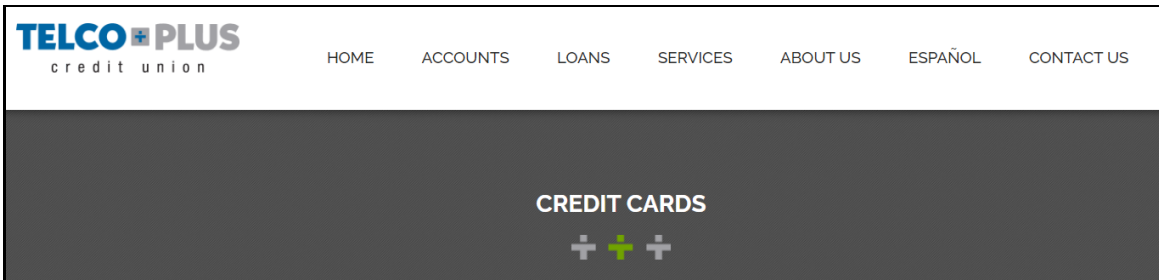 TELCO PLUS
credit union
HOME ACCOUNTS LOANS SERVICES ABOUT US ESPAÑOL CONTACT US
CREDIT CARDS